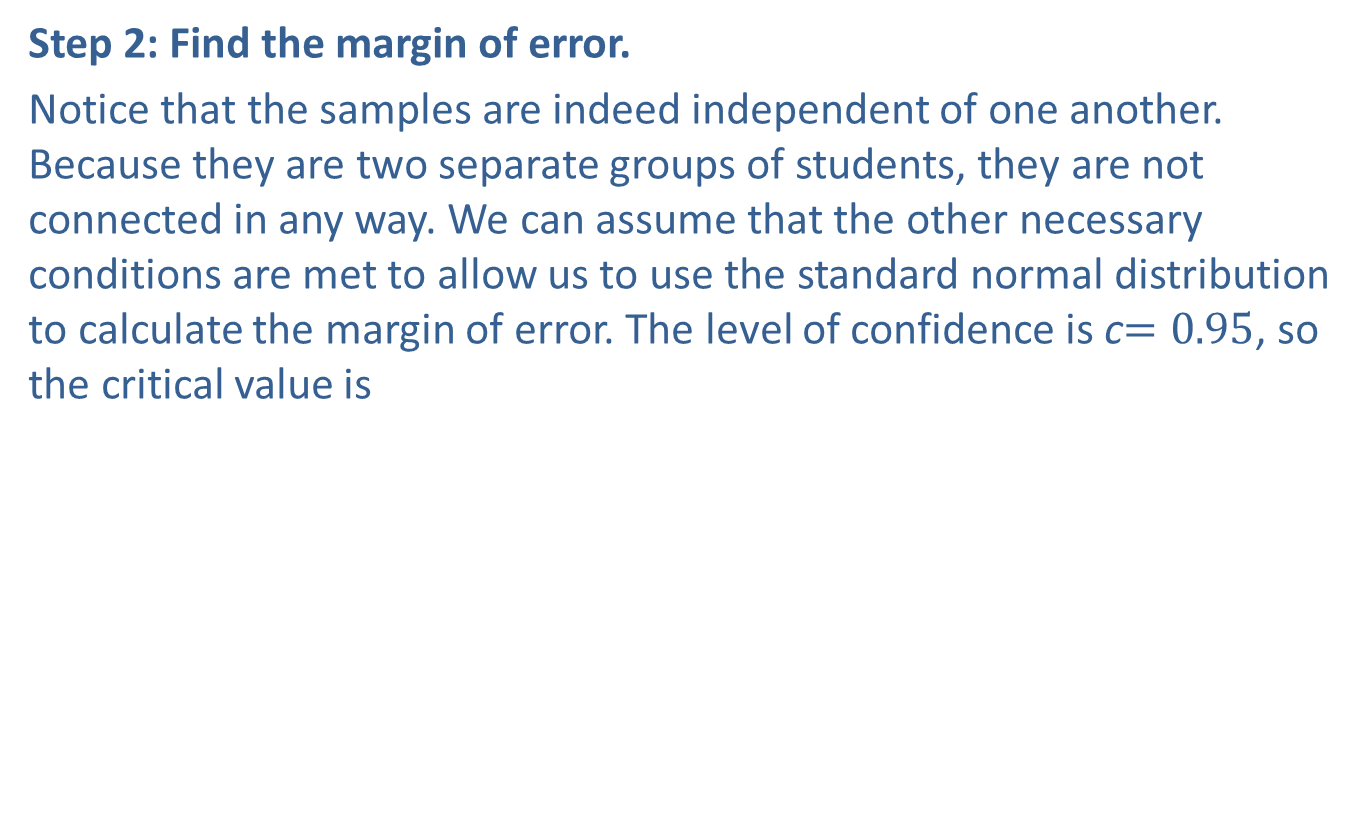 Step 2: Find the margin of error.
Notice that the samples are indeed independent of one another.
Because they are two separate groups of students, they are not
connected in any way. We can assume that the other necessary
conditions are met to allow us to use the standard normal distribution
to calculate the margin of error. The level of confidence is c= 0.95, so
the critical value is